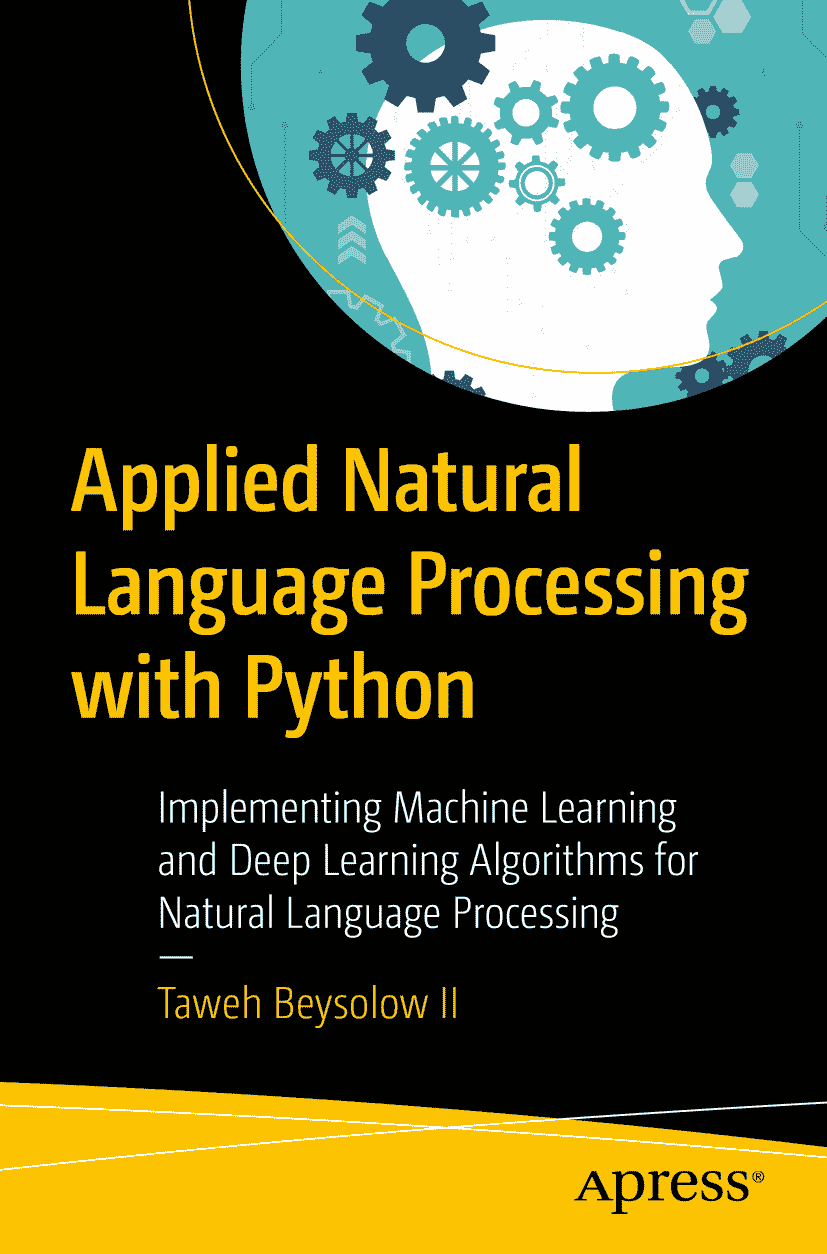 Applied Natural
Language Processing
with Python
Implementing Machine Learning
and Deep Learning Algorithms for
Natural Language Processing
Taweh Beysolow II
Apress®